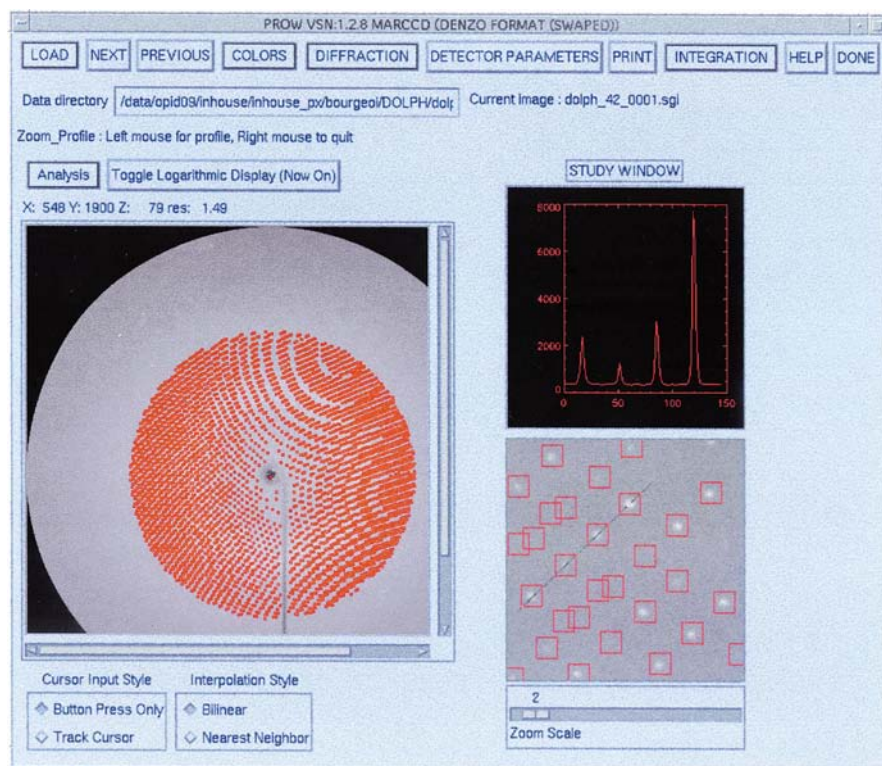 PROW VSN:1.2.8 MARCCD (DENZO FORMAT (SWAPED))
LOAD NEXT PREVIOUS COLORS DIFFRACTION DETECTOR PARAMETERS PRINT INTEGRATION HELP DONE
Data directory /data/opid09/inhouse/inhouse_px/bourgeoi/DOLPH/dolp Current image : dolph_42_0001.sgi
Zoom_Profile : Left mouse for profile, Right mouse to quit
Analysis Toggle Logarithmic Display (Now On)
STUDY WINDOW
X: 548 Y: 1900 Z: 79 res: 1.49
8000
6000
4000
2000
0
0 50 100 150
Cursor Input Style Interpolation Style
Button Press Only Bilinear
Track Cursor Nearest Neighbor
2
Zoom Scale